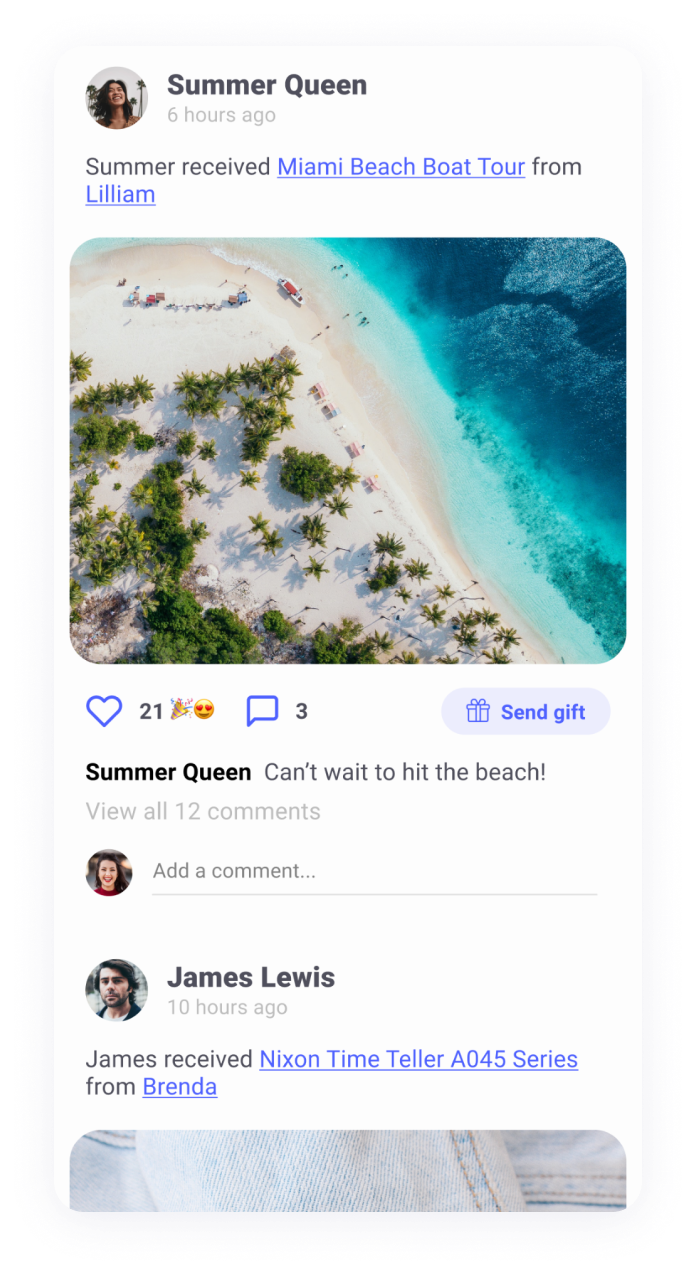 Summer Queen
6 hours ago
Summer received Miami Beach Boat Tour from
Lilliam
21 🎉😍 3 Send gift
Summer Queen Can’t wait to hit the beach!
View all 12 comments
Add a comment...
James Lewis
10 hours ago
James received Nixon Time Teller A045 Series
from Brenda